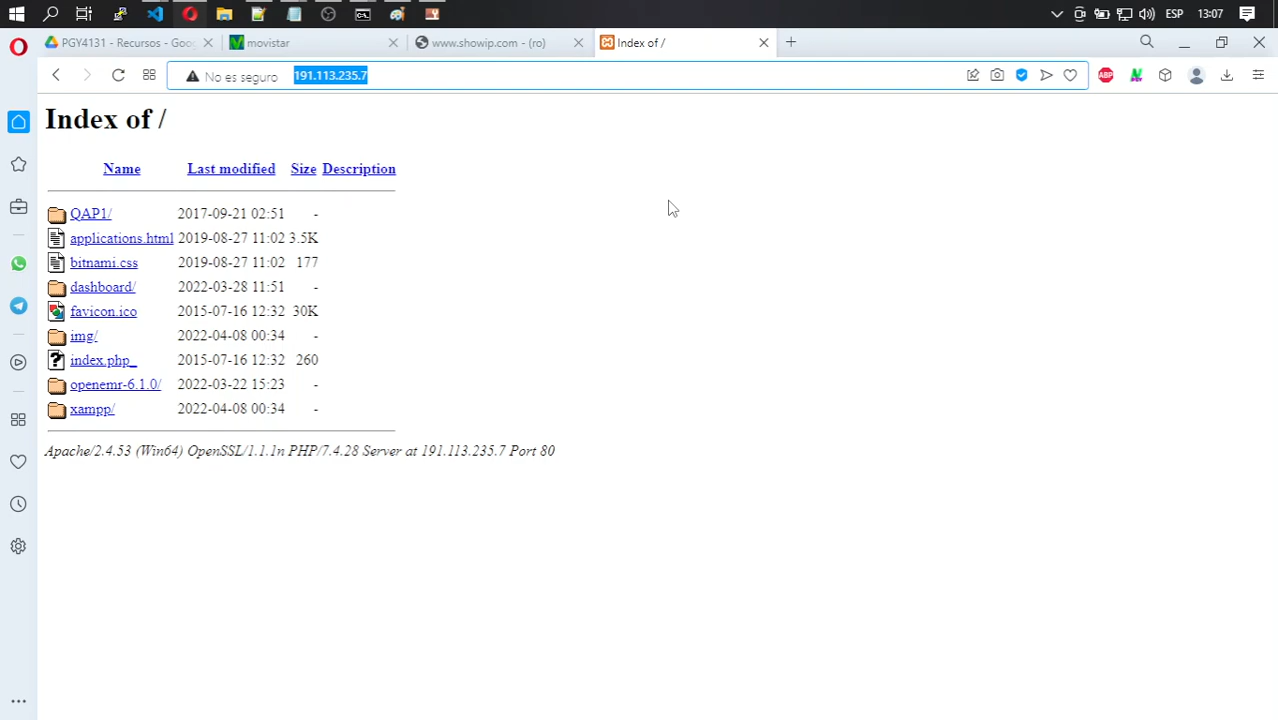 ESP 13:07
PGY4131 - Recursos - Goo
movistar
www.showip.com - (ro)
Index of /
No es seguro 191.113.235.7
ABP
Index of /
Name Last modified Size Description
QAP1/ 2017-09-21 02:51 -
applications.html 2019-08-27 11:02 3.5K
bitnami.css 2019-08-27 11:02 177
dashboard/ 2022-03-28 11:51 -
favicon.ico 2015-07-16 12:32 30K
img/ 2022-04-08 00:34 -
index.php_ 2015-07-16 12:32 260
openemr-6.1.0/ 2022-03-22 15:23 -
xampp/ 2022-04-08 00:34 -
Apache/2.4.53 (Win64) OpenSSL/1.1.1n PHP/7.4.28 Server at 191.113.235.7 Port 80